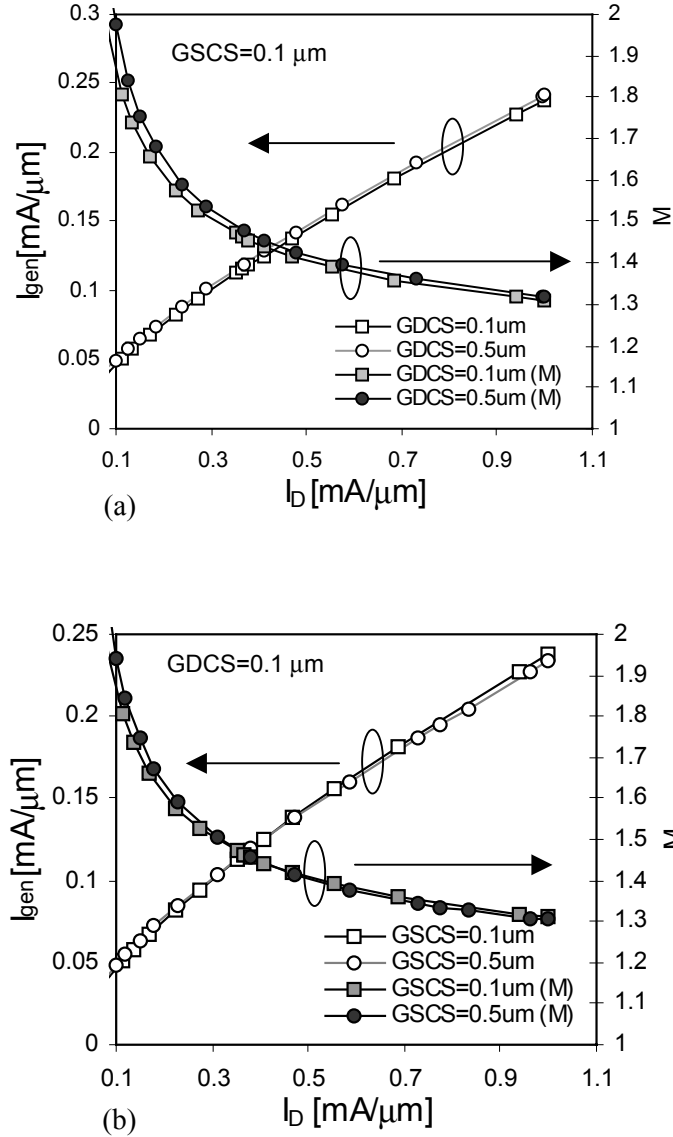 GSCS=0.1 μm
I_gen[mA/μm]
0.3
0.25
0.2
0.15
0.1
0.05
0
2
1.9
1.8
1.7
1.6
1.5
1.4
1.3
1.2
1.1
1
M
GDCS=0.1um
GDCS=0.5um
GDCS=0.1um (M)
GDCS=0.5um (M)
0.1 0.3 0.5 0.7 0.9 1.1
I_D [mA/μm]
(a)
GDCS=0.1 μm
I_gen[mA/μm]
0.25
0.2
0.15
0.1
0.05
0
2
1.9
1.8
1.7
1.6
1.5
1.4
1.3
1.2
1.1
1
M
GSCS=0.1um
GSCS=0.5um
GSCS=0.1um (M)
GSCS=0.5um (M)
0.1 0.3 0.5 0.7 0.9 1.1
I_D [mA/μm]
(b)